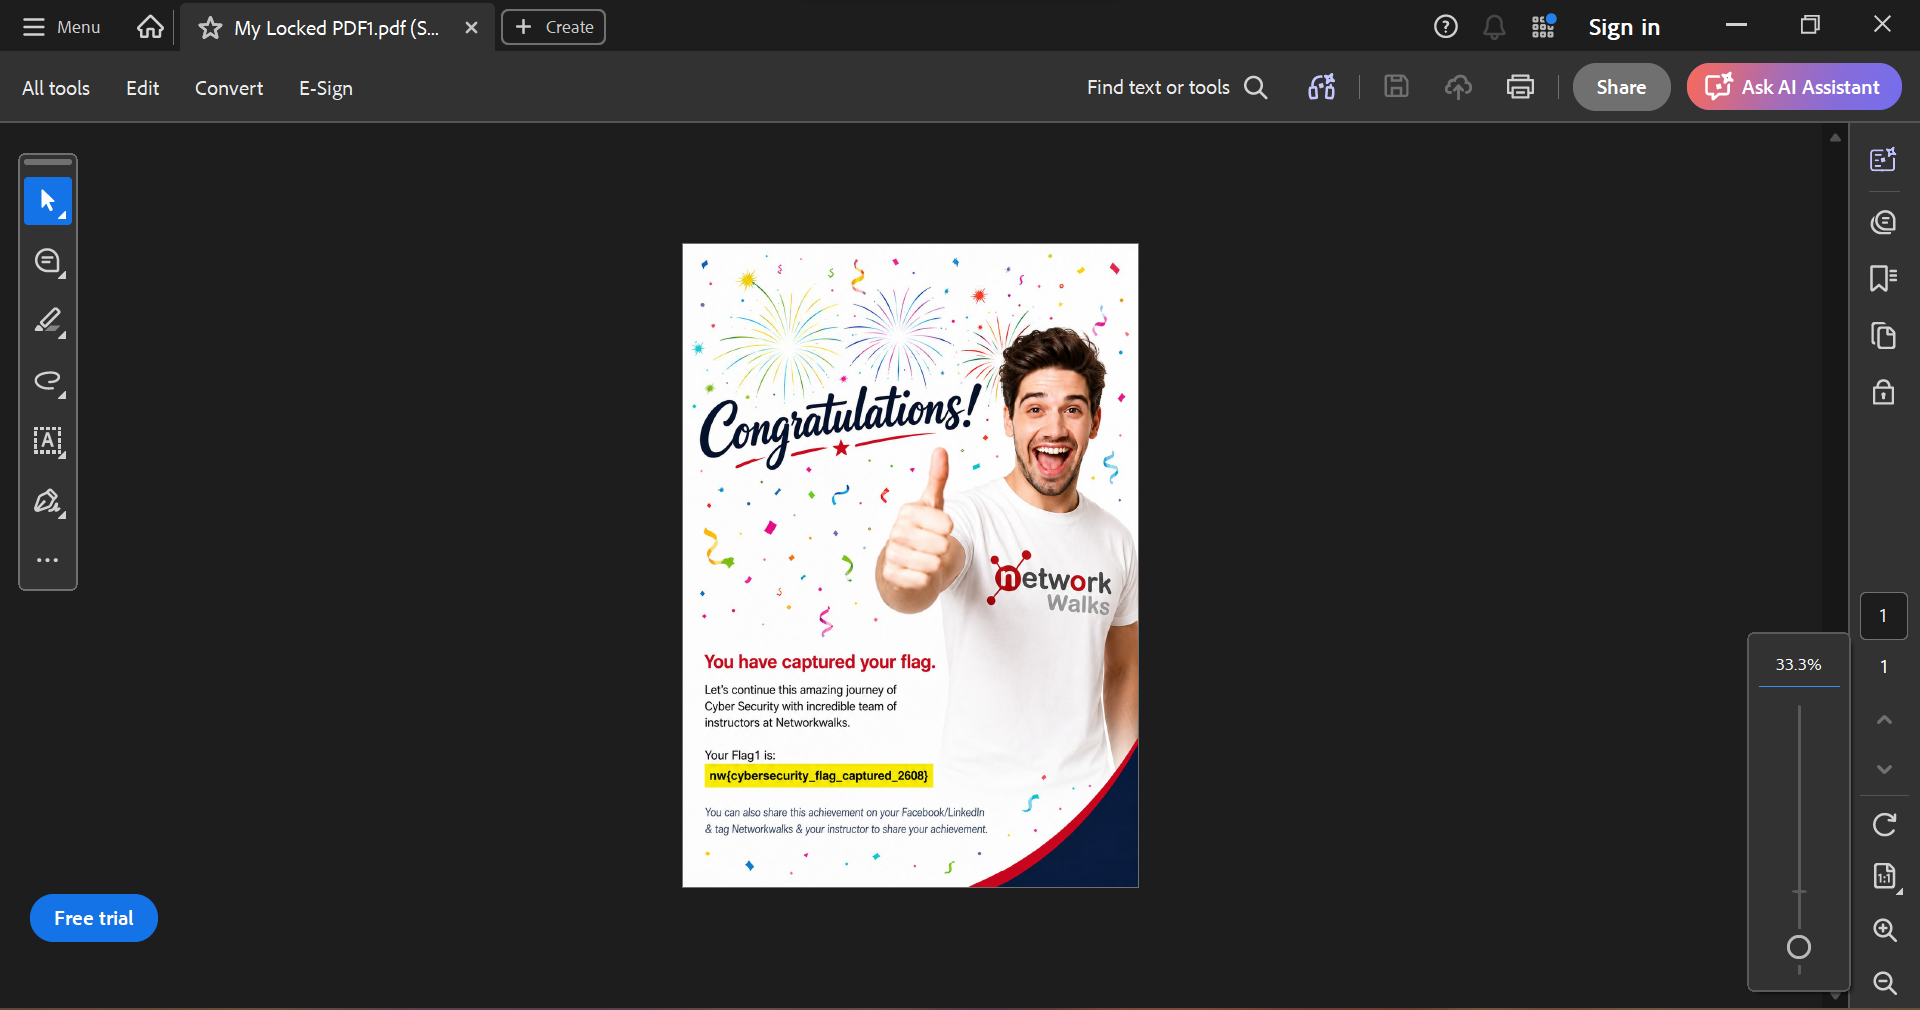 Menu
My Locked PDF1.pdf (S...
Create
Sign in
All tools
Edit
Convert
E-Sign
Find text or tools
Share
Ask AI Assistant
Congratulations!
network
Walks
You have captured your flag.
Let's continue this amazing journey of
Cyber Security with incredible team of
instructors at Networkwalks.
Your Flag1 is:
nw{cybersecurity_flag_captured_2608}
You can also share this achievement on your Facebook/LinkedIn
& tag Networkwalks & your instructor to share your achievement.
Free trial
1
1
33.3%
1:1